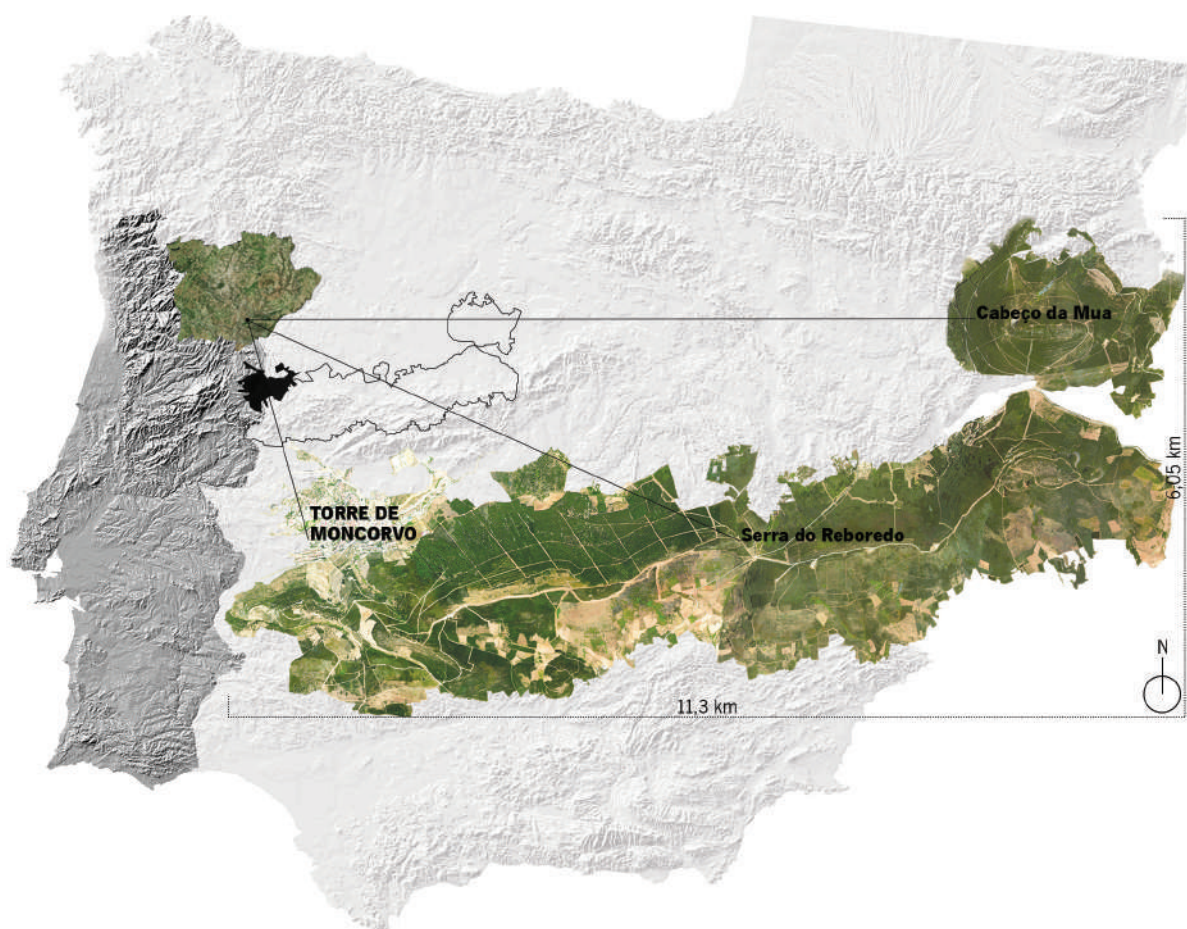 Cabeço da Mua
TORRE DE
MONCORVO
Serra do Reboredo
6,05 km
N
11,3 km